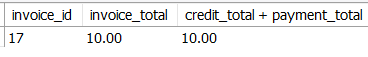 invoice_id invoice_total credit_total + payment_total
17 10.00 10.00